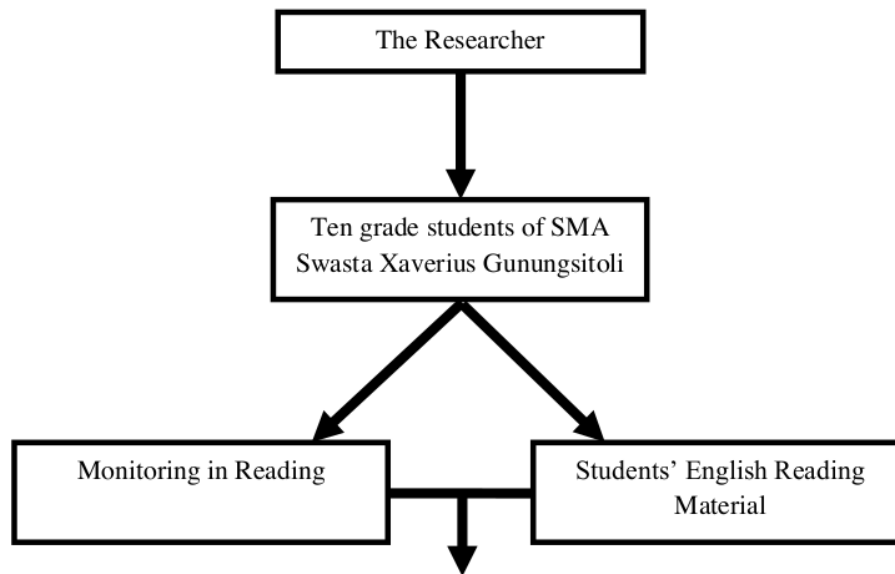 The Researcher
Ten grade students of SMA
Swasta Xaverius Gunungsitoli
Monitoring in Reading
Students’ English Reading
Material